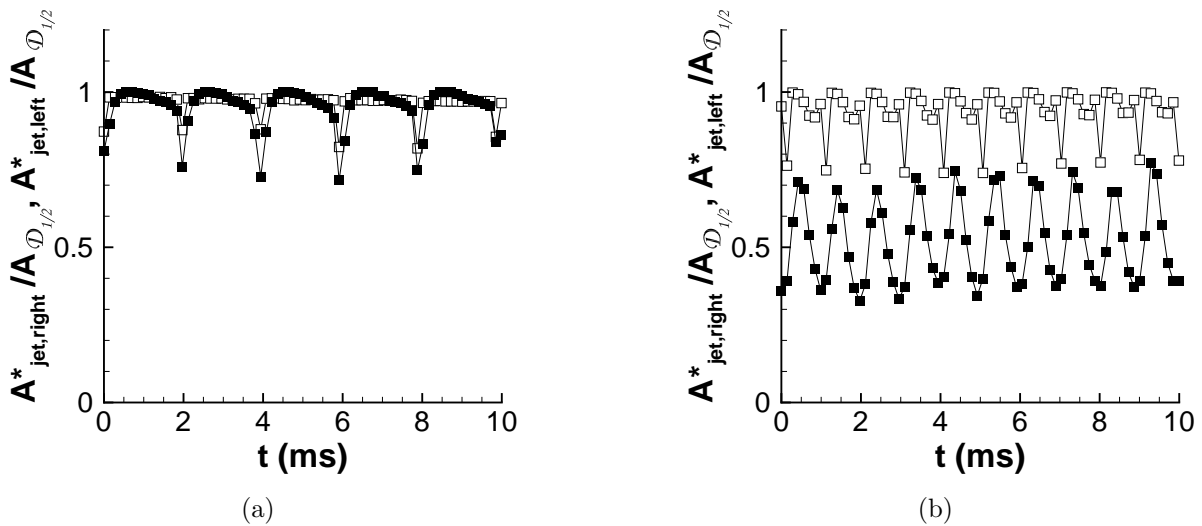 A*jet,right /A𝒟1/2, A*jet,left /A𝒟1/2
1
0.5
0
0 2 4 6 8 10
t (ms)
(a)
A*jet,right /A𝒟1/2, A*jet,left /A𝒟1/2
1
0.5
0
0 2 4 6 8 10
t (ms)
(b)